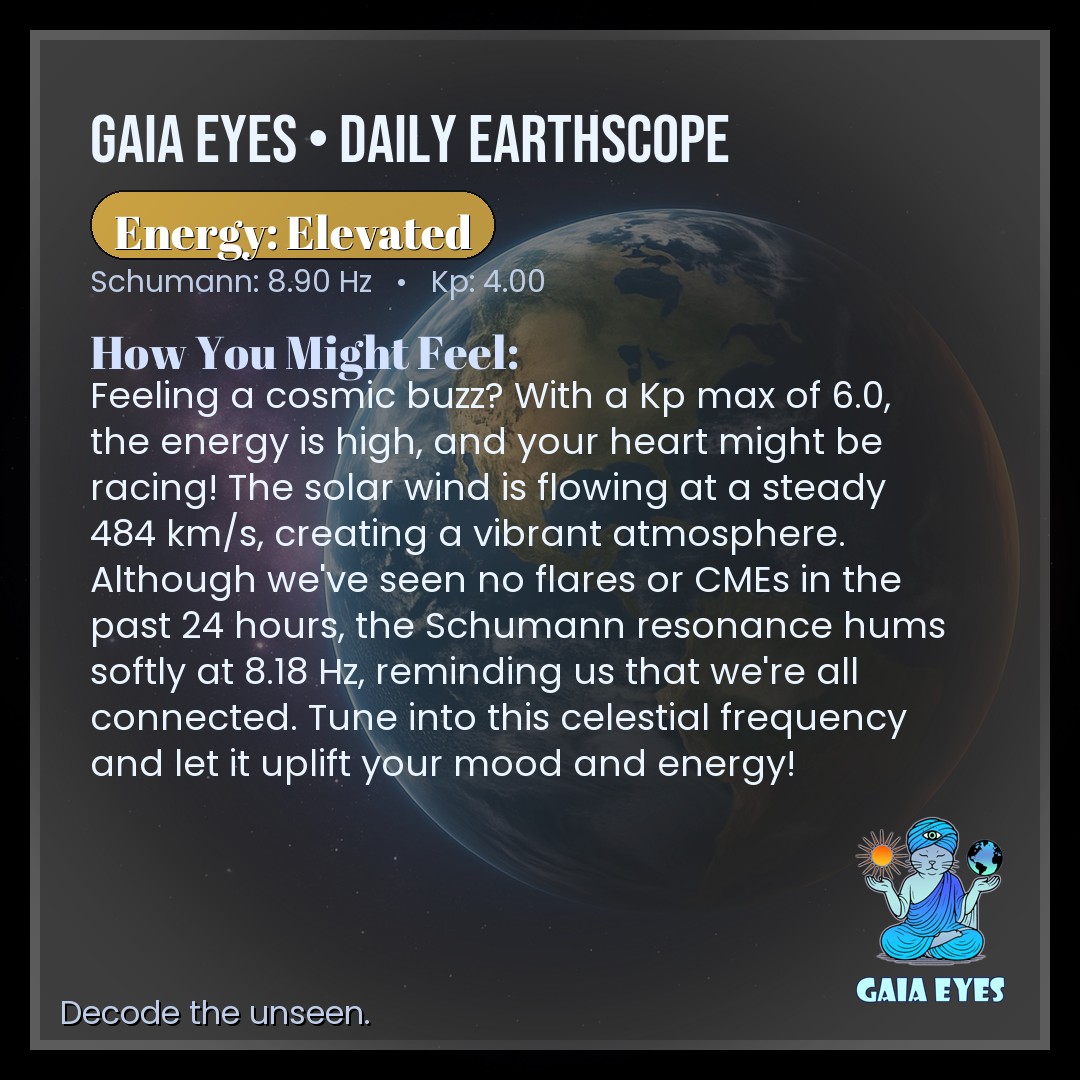 GAIA EYES • DAILY EARTHSCOPE
Energy: Elevated
Schumann: 8.90 Hz • Kp: 4.00
How You Might Feel:
Feeling a cosmic buzz? With a Kp max of 6.0,
the energy is high, and your heart might be
racing! The solar wind is flowing at a steady
484 km/s, creating a vibrant atmosphere.
Although we've seen no flares or CMEs in the
past 24 hours, the Schumann resonance hums
softly at 8.18 Hz, reminding us that we're all
connected. Tune into this celestial frequency
and let it uplift your mood and energy!
GAIA EYES
Decode the unseen.